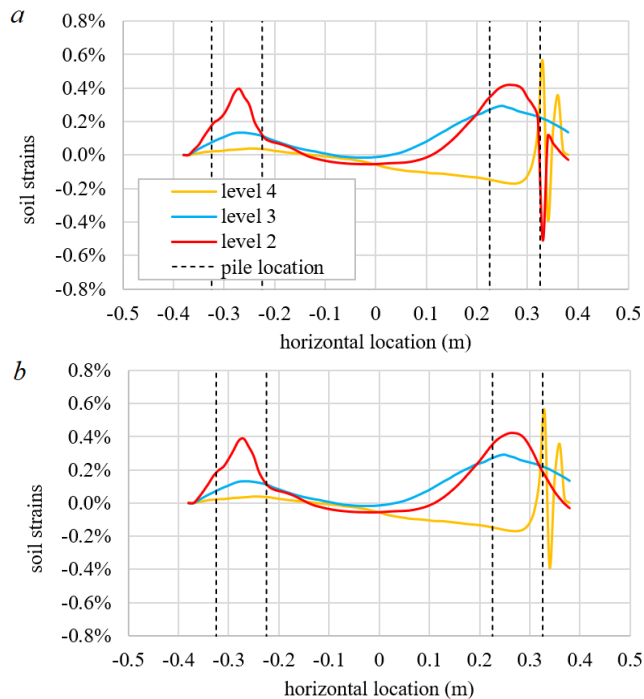 a
0.8%
0.6%
0.4%
0.2%
0.0%
-0.2%
-0.4%
-0.6%
-0.8%
soil strains
level 4
level 3
level 2
pile location
-0.5 -0.4 -0.3 -0.2 -0.1 0 0.1 0.2 0.3 0.4 0.5
horizontal location (m)
b
0.8%
0.6%
0.4%
0.2%
0.0%
-0.2%
-0.4%
-0.6%
-0.8%
soil strains
-0.5 -0.4 -0.3 -0.2 -0.1 0 0.1 0.2 0.3 0.4 0.5
horizontal location (m)